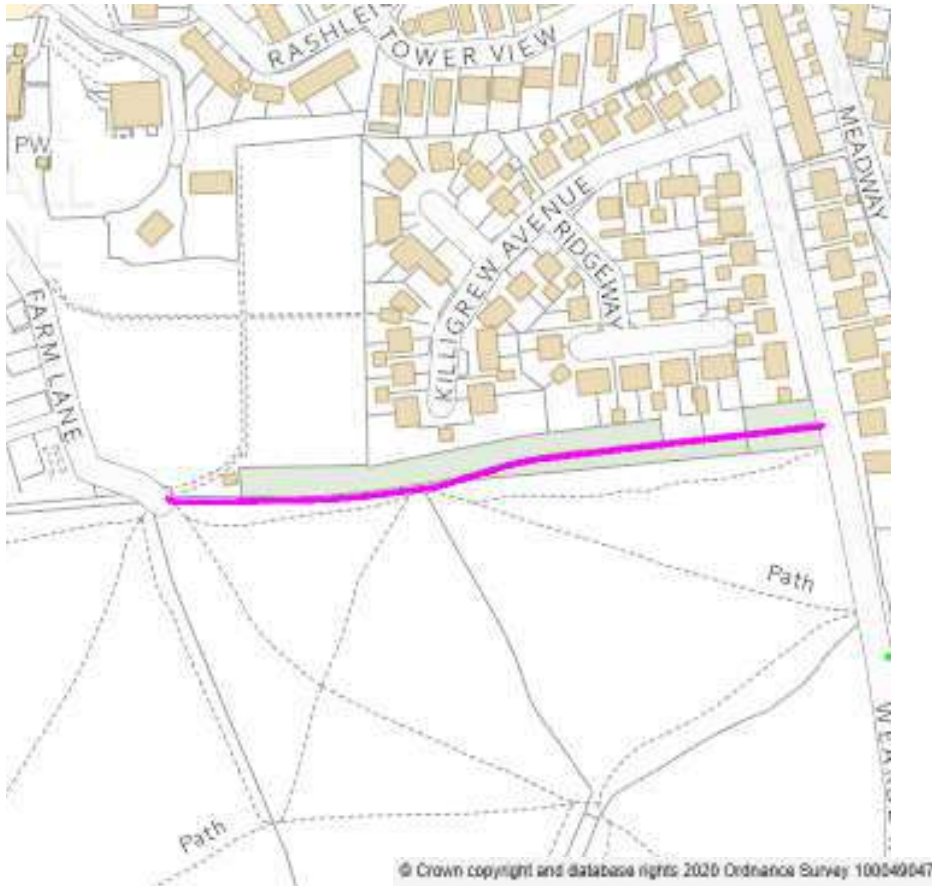 RASHLEIG
TOWER VIEW
MEADWAY
PW
KILLIGREW AVENUE
RIDGEWAY
FARM LANE
Path
Path
© Crown copyright and database rights 2020 Ordnance Survey 100049047